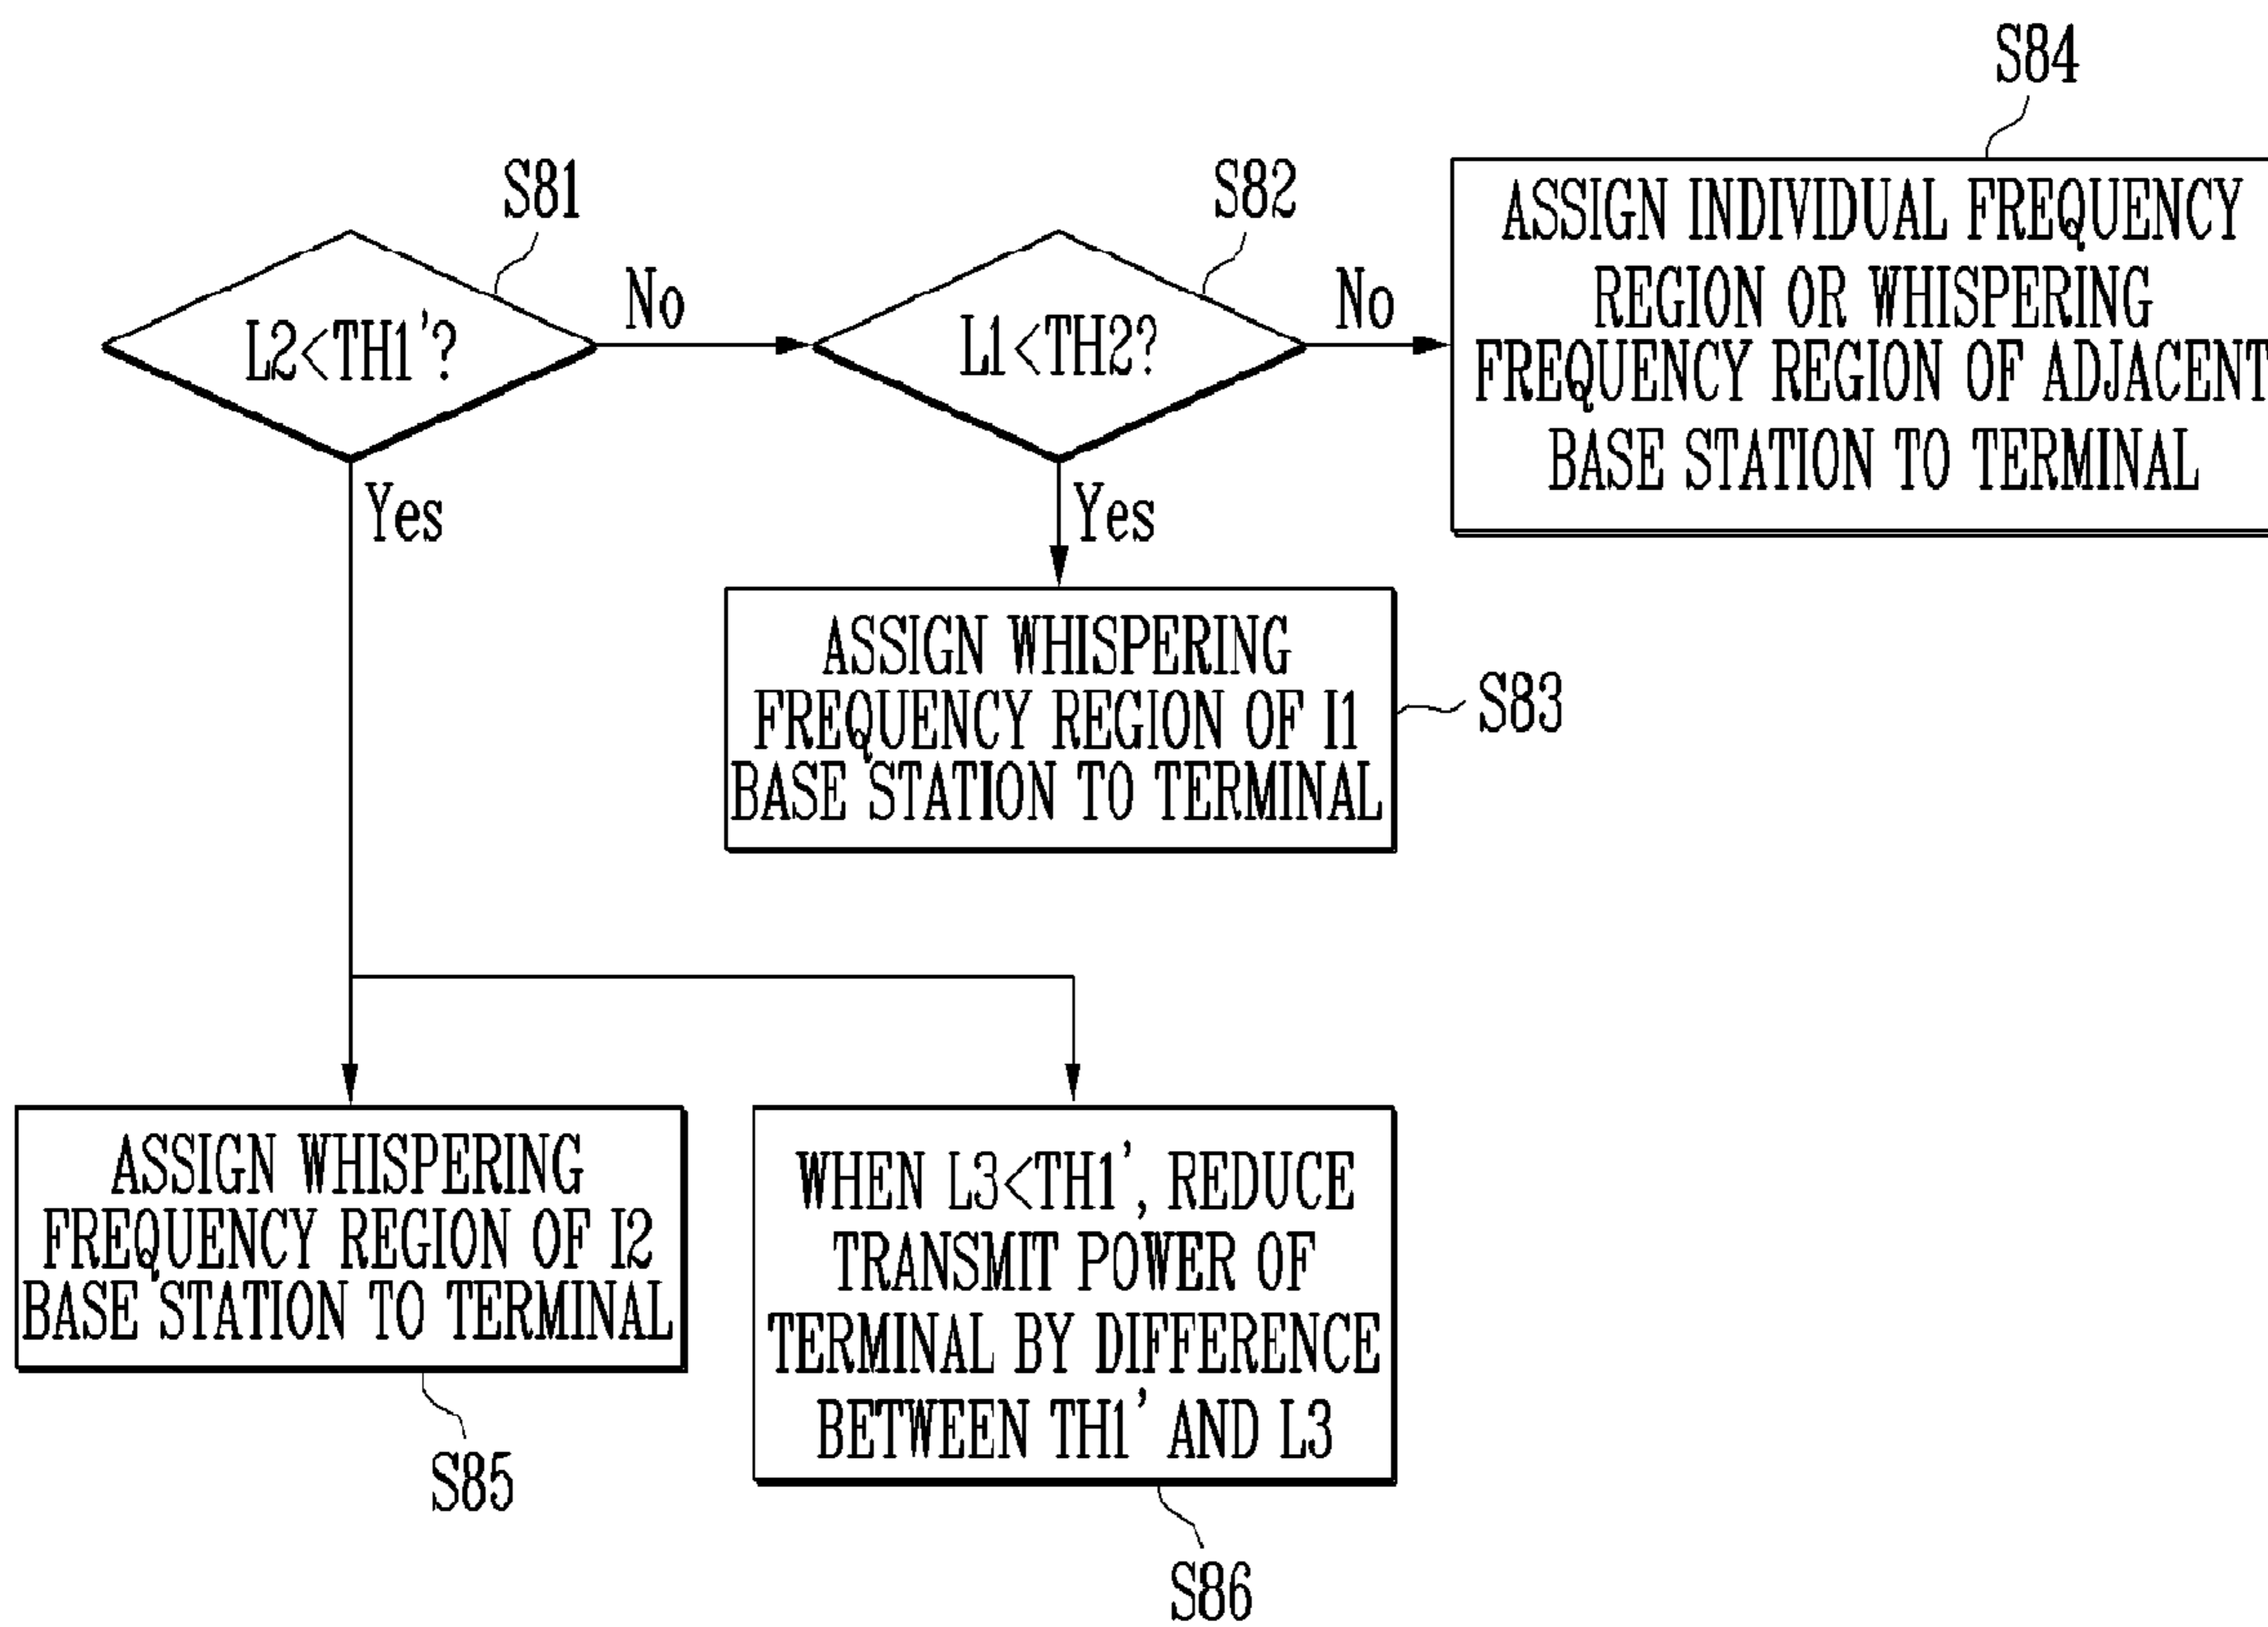 S84
S81
S82
ASSIGN INDIVIDUAL FREQUENCY
REGION OR WHISPERING
FREQUENCY REGION OF ADJACENT
BASE STATION TO TERMINAL
No
No
L2<TH1'?
L1<TH2?
Yes
Yes
ASSIGN WHISPERING
FREQUENCY REGION OF I1
BASE STATION TO TERMINAL
S83
ASSIGN WHISPERING
FREQUENCY REGION OF I2
BASE STATION TO TERMINAL
WHEN L3<TH1', REDUCE
TRANSMIT POWER OF
TERMINAL BY DIFFERENCE
BETWEEN TH1' AND L3
S85
S86